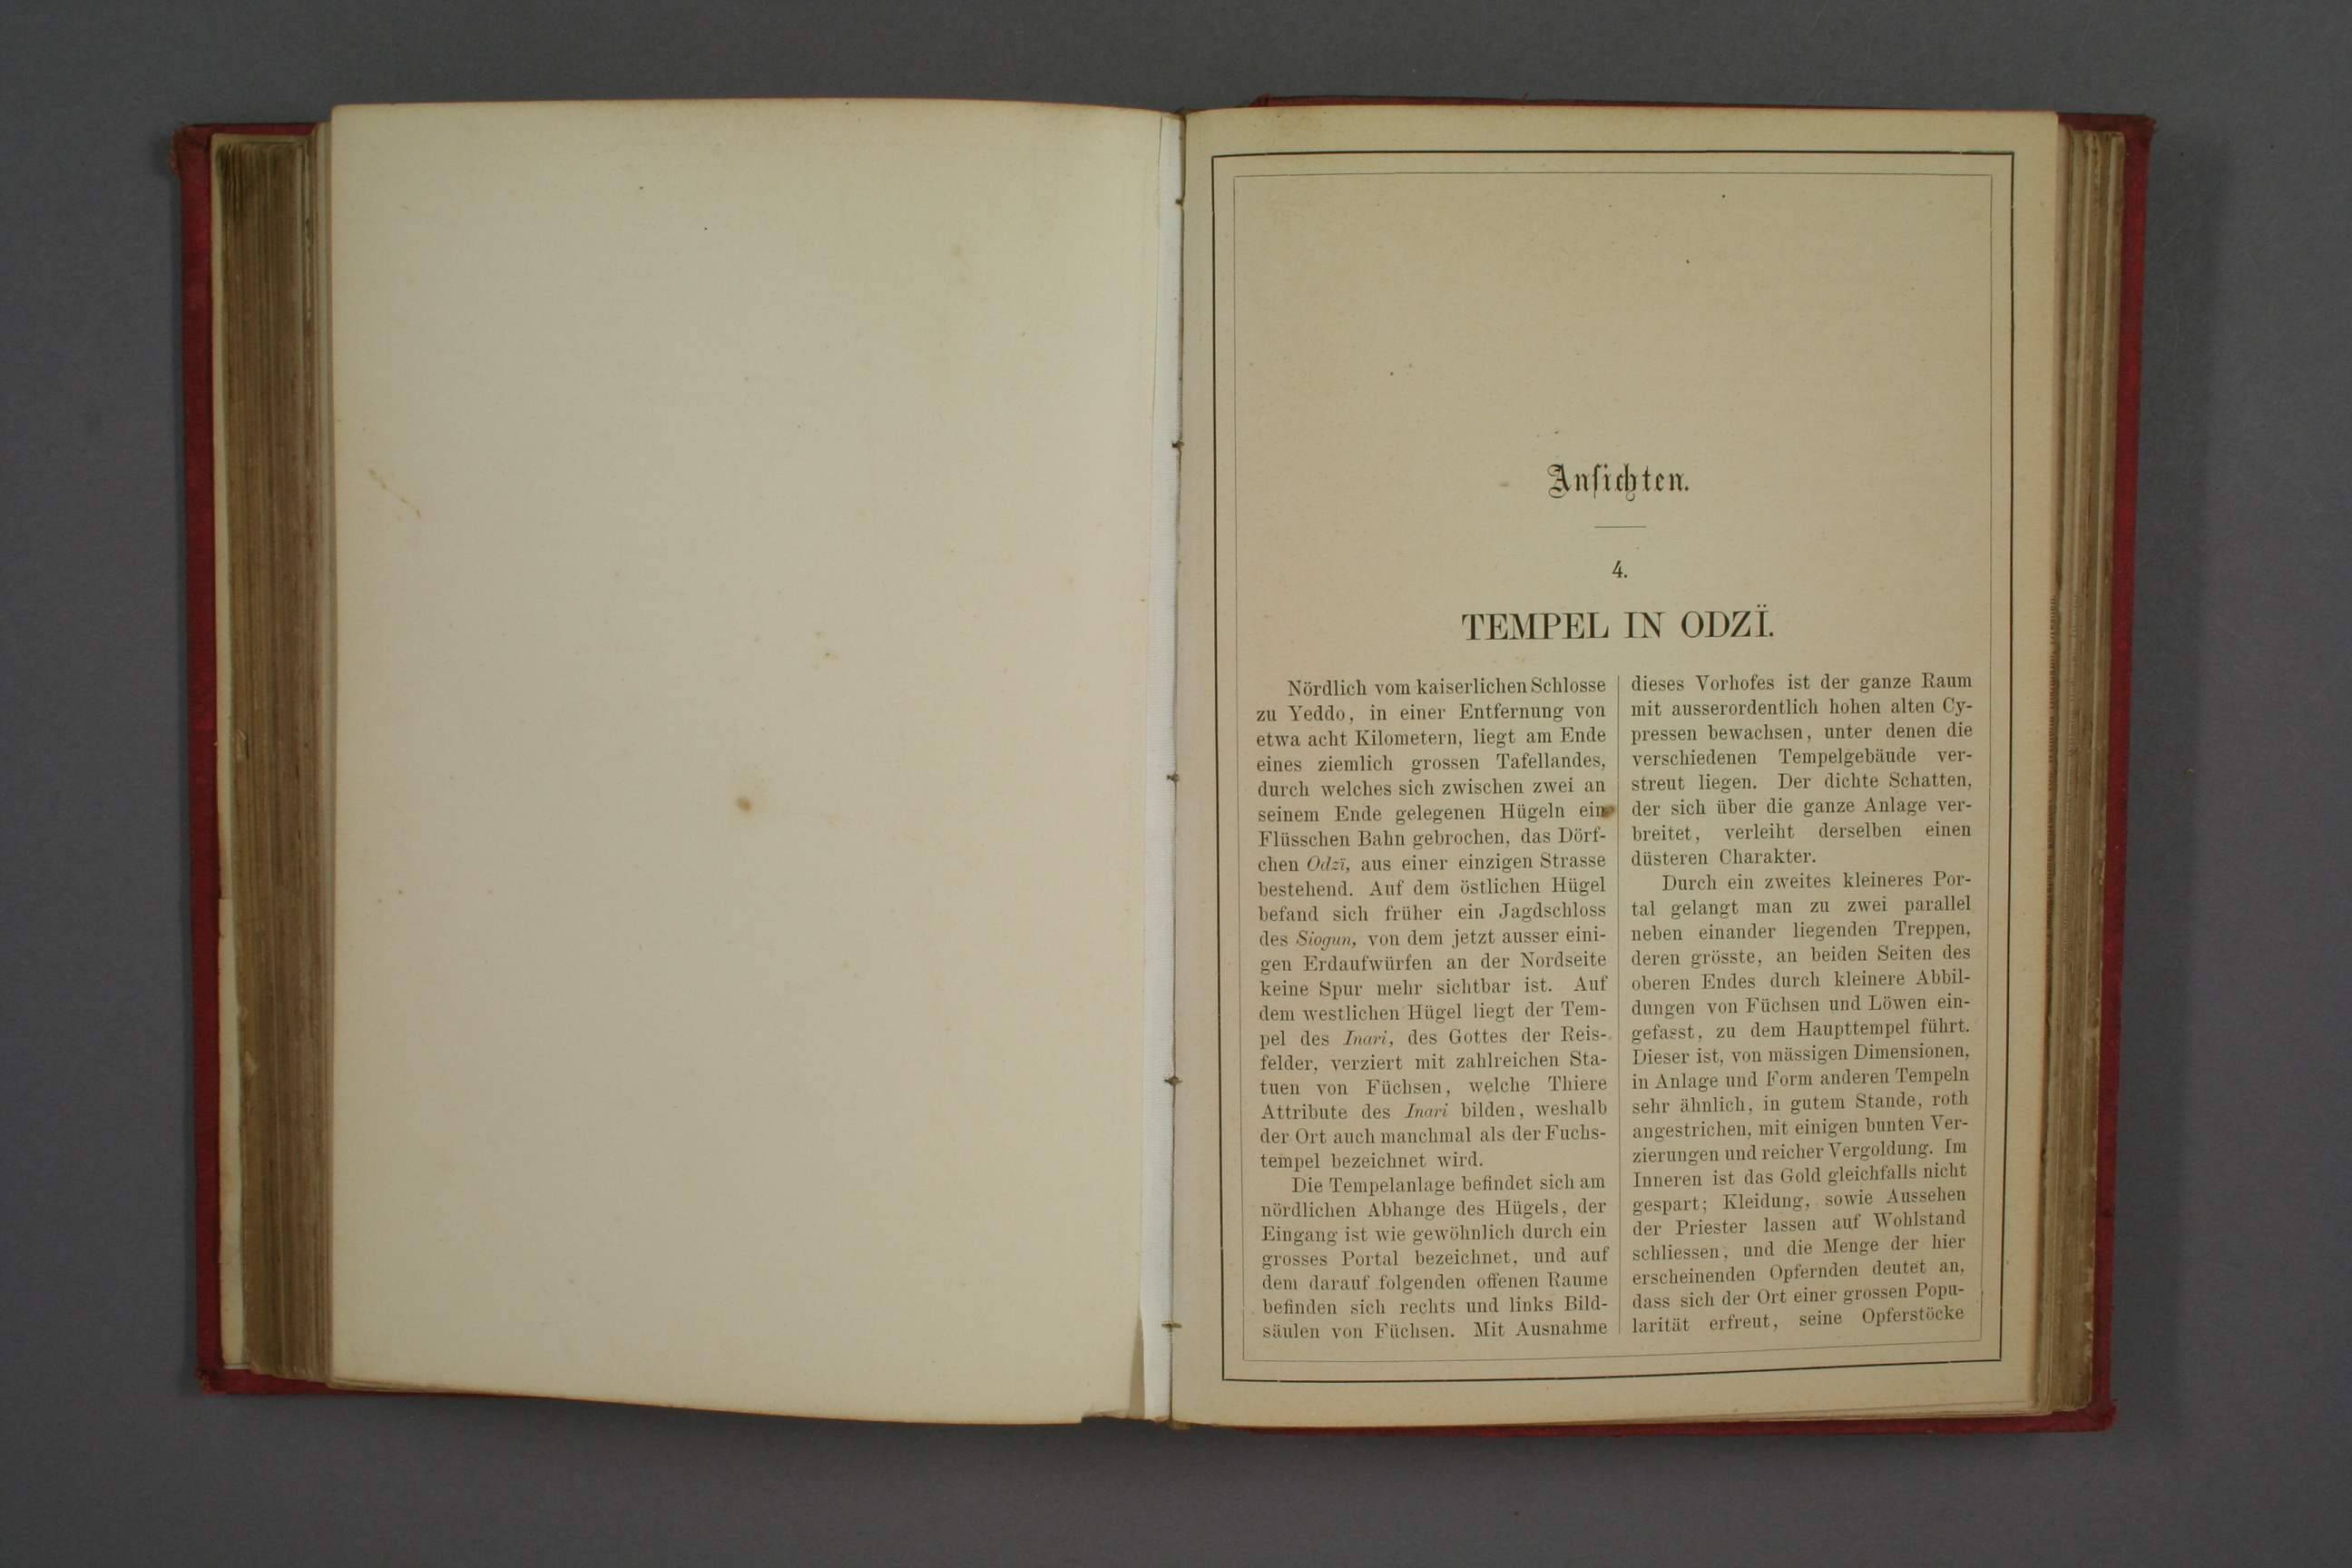 Ansichten.
4.
TEMPEL IN ODZÏ.
Nördlich vom kaiserlichen Schlosse
zu Yeddo, in einer Entfernung von
etwa acht Kilometern, liegt am Ende
eines ziemlich grossen Tafellandes,
durch welches sich zwischen zwei an
seinem Ende gelegenen Hügeln ein
Flüsschen Bahn gebrochen, das Dörf-
chen Odzï, aus einer einzigen Strasse
bestehend. Auf dem östlichen Hügel
befand sich früher ein Jagdschloss
des Siogun, von dem jetzt ausser eini-
gen Erdaufwürfen an der Nordseite
keine Spur mehr sichtbar ist. Auf
dem westlichen Hügel liegt der Tem-
pel des Inari, des Gottes der Reis-
felder, verziert mit zahlreichen Sta-
tuen von Füchsen, welche Thiere
Attribute des Inari bilden, weshalb
der Ort auch manchmal als der Fuchs-
tempel bezeichnet wird.
Die Tempelanlage befindet sich am
nördlichen Abhange des Hügels, der
Eingang ist wie gewöhnlich durch ein
grosses Portal bezeichnet, und auf
dem darauf folgenden offenen Raume
befinden sich rechts und links Bild-
säulen von Füchsen. Mit Ausnahme
dieses Vorhofes ist der ganze Raum
mit ausserordentlich hohen alten Cy-
pressen bewachsen, unter denen die
verschiedenen Tempelgebäude ver-
streut liegen. Der dichte Schatten,
der sich über die ganze Anlage ver-
breitet, verleiht derselben einen
düsteren Charakter.
Durch ein zweites kleineres Por-
tal gelangt man zu zwei parallel
neben einander liegenden Treppen,
deren grösste, an beiden Seiten des
oberen Endes durch kleinere Abbil-
dungen von Füchsen und Löwen ein-
gefasst, zu dem Haupttempel führt.
Dieser ist, von mässigen Dimensionen,
in Anlage und Form anderen Tempeln
sehr ähnlich, in gutem Stande, roth
angestrichen, mit einigen bunten Ver-
zierungen und reicher Vergoldung. Im
Inneren ist das Gold gleichfalls nicht
gespart; Kleidung, sowie Aussehen
der Priester lassen auf Wohlstand
schliessen, und die Menge der hier
erscheinenden Opfernden deutet an,
dass sich der Ort einer grossen Popu-
larität erfreut, seine Opferstöcke